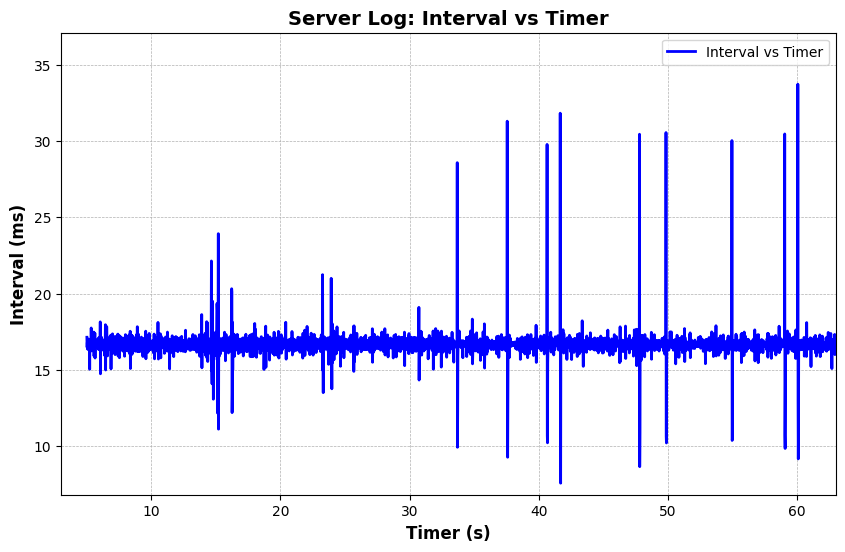 Server Log: Interval vs Timer
Interval vs Timer
35
30
25
20
15
10
Interval (ms)
10 20 30 40 50 60
Timer (s)